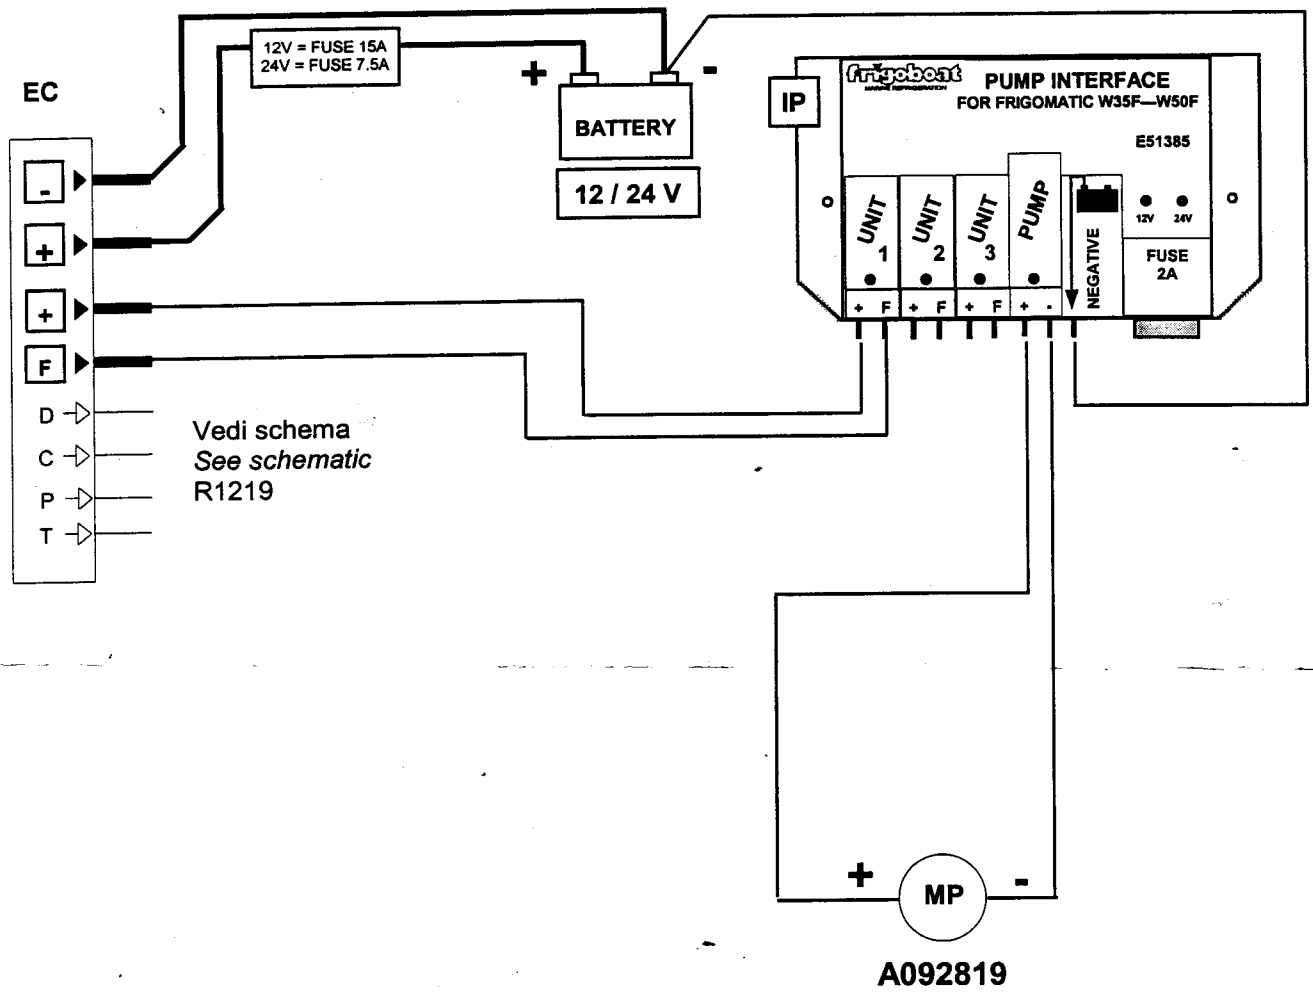 12V = FUSE 15A
24V = FUSE 7.5A
EC
-
+
+
F
D
C
P
T
Vedi schema
See schematic
R1219
+
-
BATTERY
12 / 24 V
IP
frigoboat
MARINE REFRIGERATION
PUMP INTERFACE
FOR FRIGOMATIC W35F—W50F
E51385
UNIT 1
UNIT 2
UNIT 3
PUMP
NEGATIVE
12V 24V
FUSE
2A
+ F + F + F + -
+
MP
-
A092819